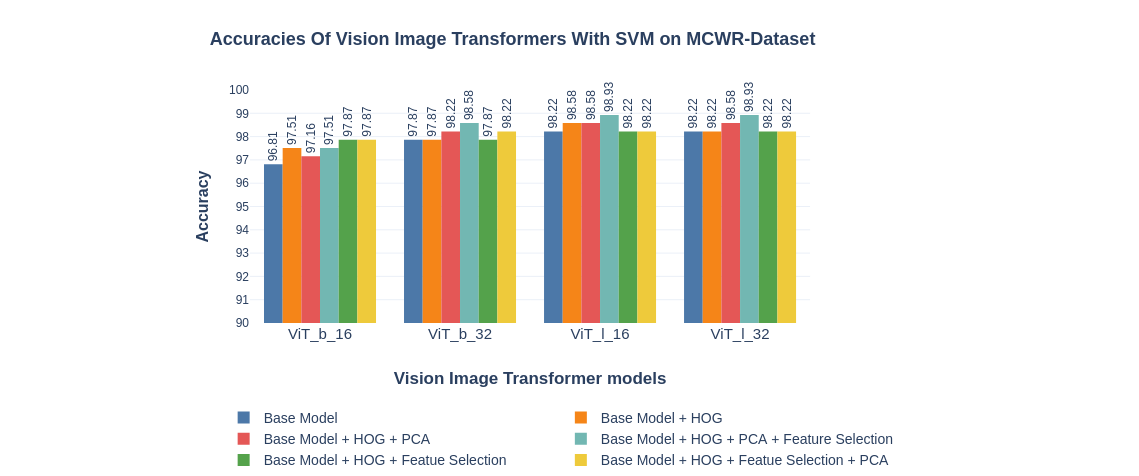 Accuracies Of Vision Image Transformers With SVM on MCWR-Dataset
100
99
98
97
96
95
94
93
92
91
90
Accuracy
96.81 97.51 97.16 97.51 97.87 97.87
97.87 97.87 98.22 98.58 97.87 98.22
98.22 98.58 98.58 98.93 98.22 98.22
98.22 98.22 98.58 98.93 98.22 98.22
ViT_b_16 ViT_b_32 ViT_l_16 ViT_l_32
Vision Image Transformer models
Base Model Base Model + HOG
Base Model + HOG + PCA Base Model + HOG + PCA + Feature Selection
Base Model + HOG + Featue Selection Base Model + HOG + Featue Selection + PCA